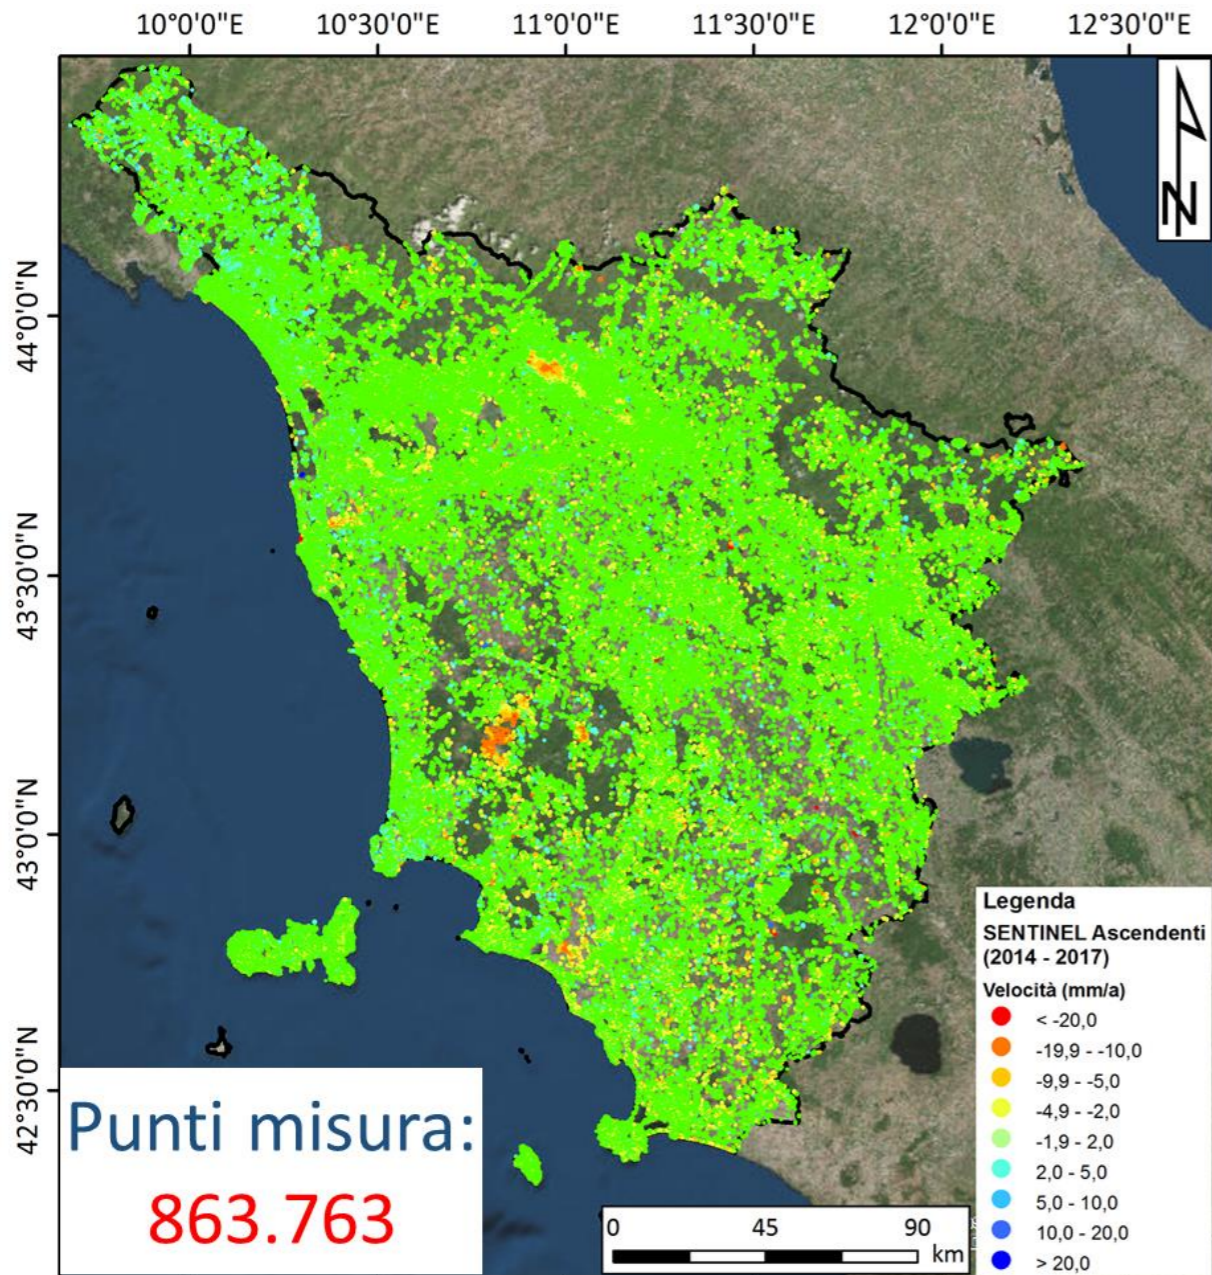 10°0'0"E
10°30'0"E
11°0'0"E
11°30'0"E
12°0'0"E
12°30'0"E
N
44°0'0"N
43°30'0"N
43°0'0"N
42°30'0"N
Legenda
SENTINEL Ascendenti
(2014 - 2017)
Velocità (mm/a)
< -20,0
-19,9 - -10,0
-9,9 - -5,0
-4,9 - -2,0
-1,9 - 2,0
2,0 - 5,0
5,0 - 10,0
10,0 - 20,0
> 20,0
Punti misura:
863.763
0 45 90
km